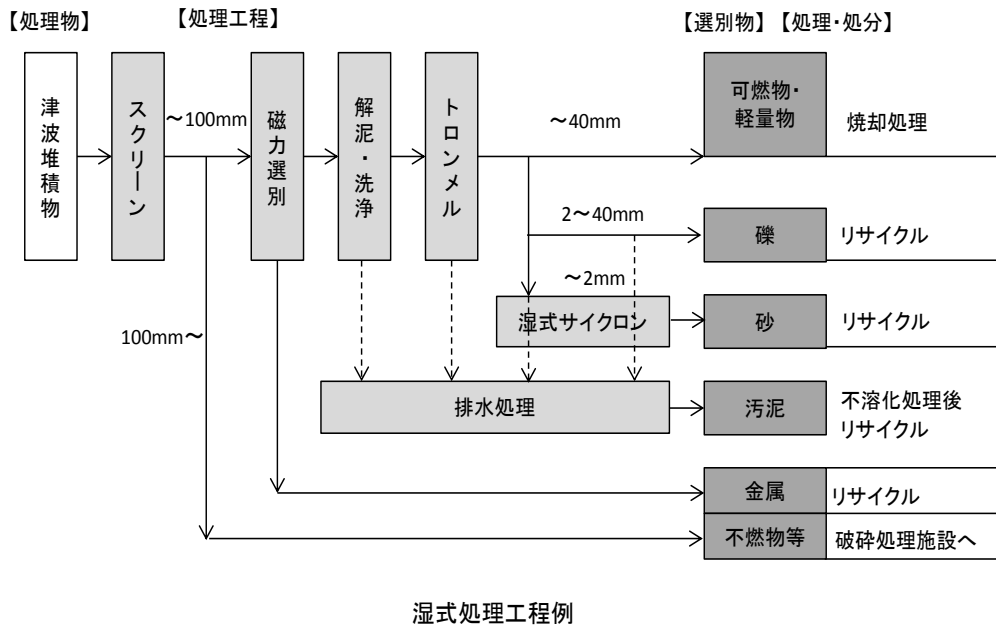 【処理物】
【処理工程】
【選別物】【処理・処分】
津波堆積物
スクリーン
～100mm
磁力選別
解泥・洗浄
トロンメル
～40mm
可燃物・
軽量物
焼却処理
2～40mm
礫
リサイクル
～2mm
湿式サイクロン
砂
リサイクル
100mm～
排水処理
汚泥
不溶化処理後
リサイクル
金属
リサイクル
不燃物等
破砕処理施設へ
湿式処理工程例